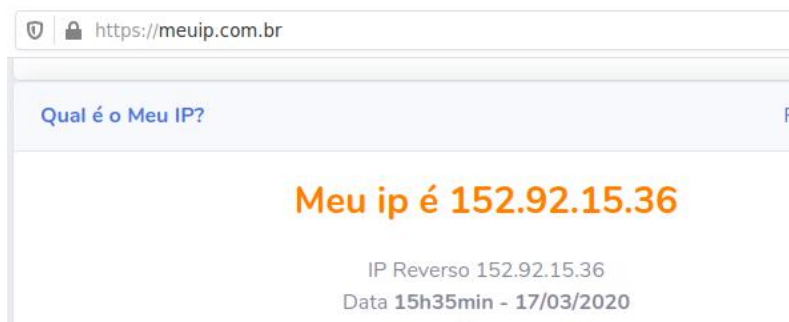 https://meuip.com.br
Qual é o Meu IP?
Meu ip é 152.92.15.36
IP Reverso 152.92.15.36
Data 15h35min - 17/03/2020